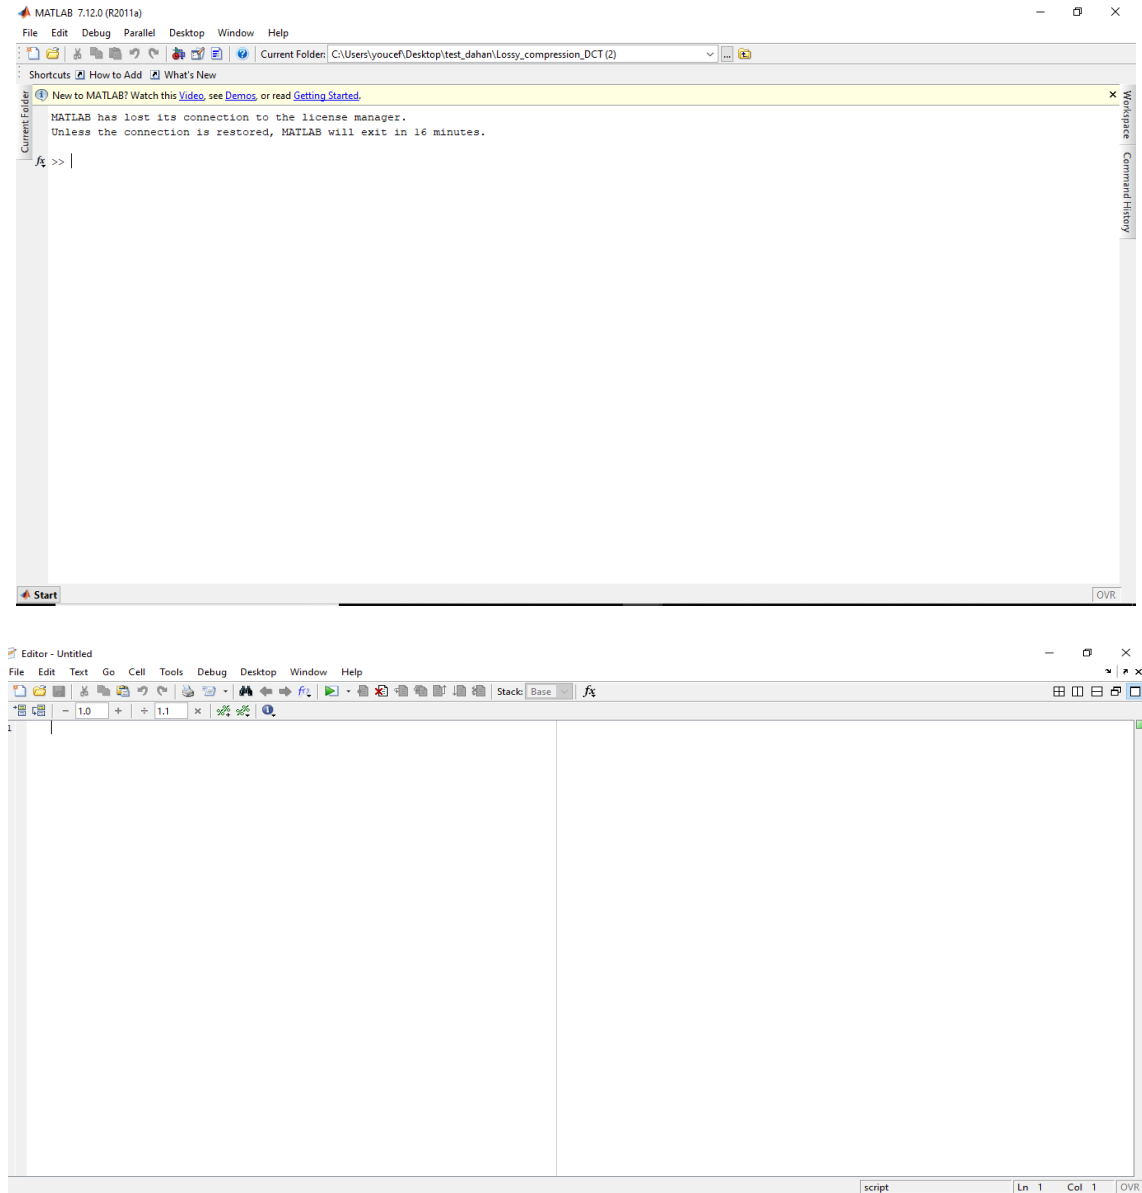 MATLAB 7.12.0 (R2011a)
File Edit Debug Parallel Desktop Window Help
Current Folder: C:\Users\youcef\Desktop\test_dahan\Lossy_compression_DCT (2)
Shortcuts How to Add What's New
New to MATLAB? Watch this Video, see Demos, or read Getting Started.
MATLAB has lost its connection to the license manager.
Unless the connection is restored, MATLAB will exit in 16 minutes.
fx >>
Current Folder
Workspace
Command History
Start
OVR
Editor - Untitled
File Edit Text Go Cell Tools Debug Desktop Window Help
Stack: Base fx
− 1.0 + ÷ 1.1 ×
1
script Ln 1 Col 1 OVR